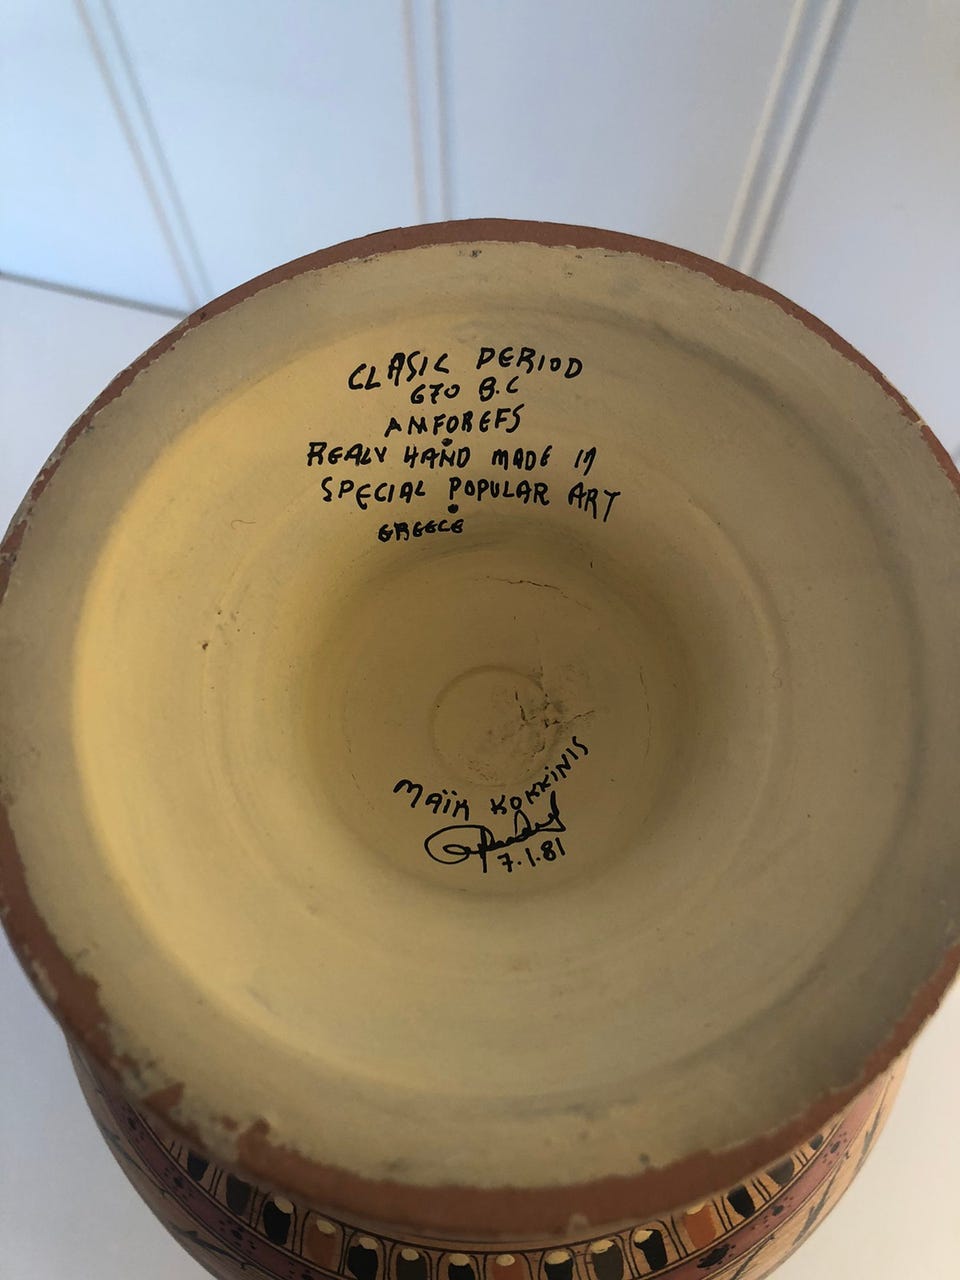 CLASIC PERIOD
670 B.C
AMFOREFS
REALY HAND MADE IN
SPECIAL POPULAR ART
GREECE
MAÏK KOKKINIS
7.1.81